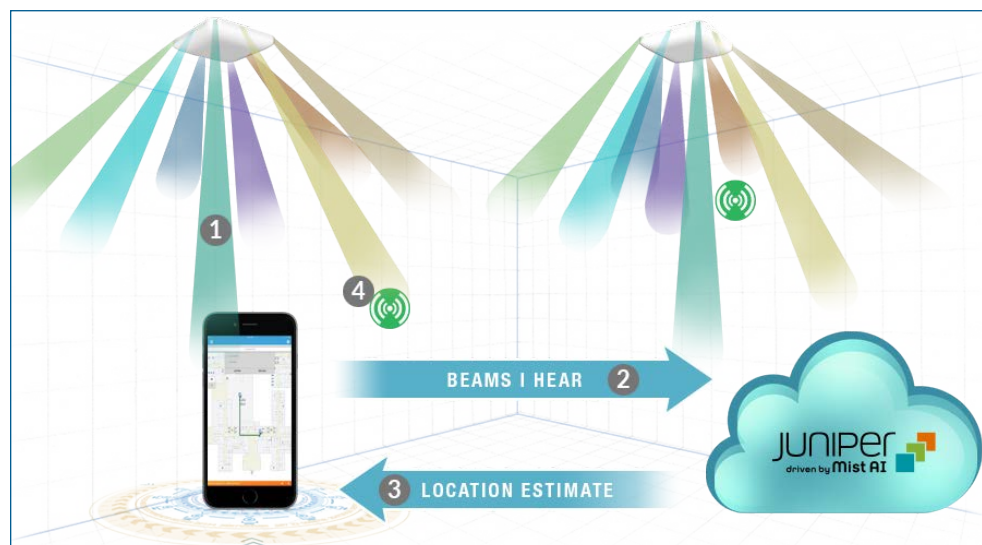 1
4
BEAMS I HEAR 2
JUNIPER
driven by Mist AI
3 LOCATION ESTIMATE